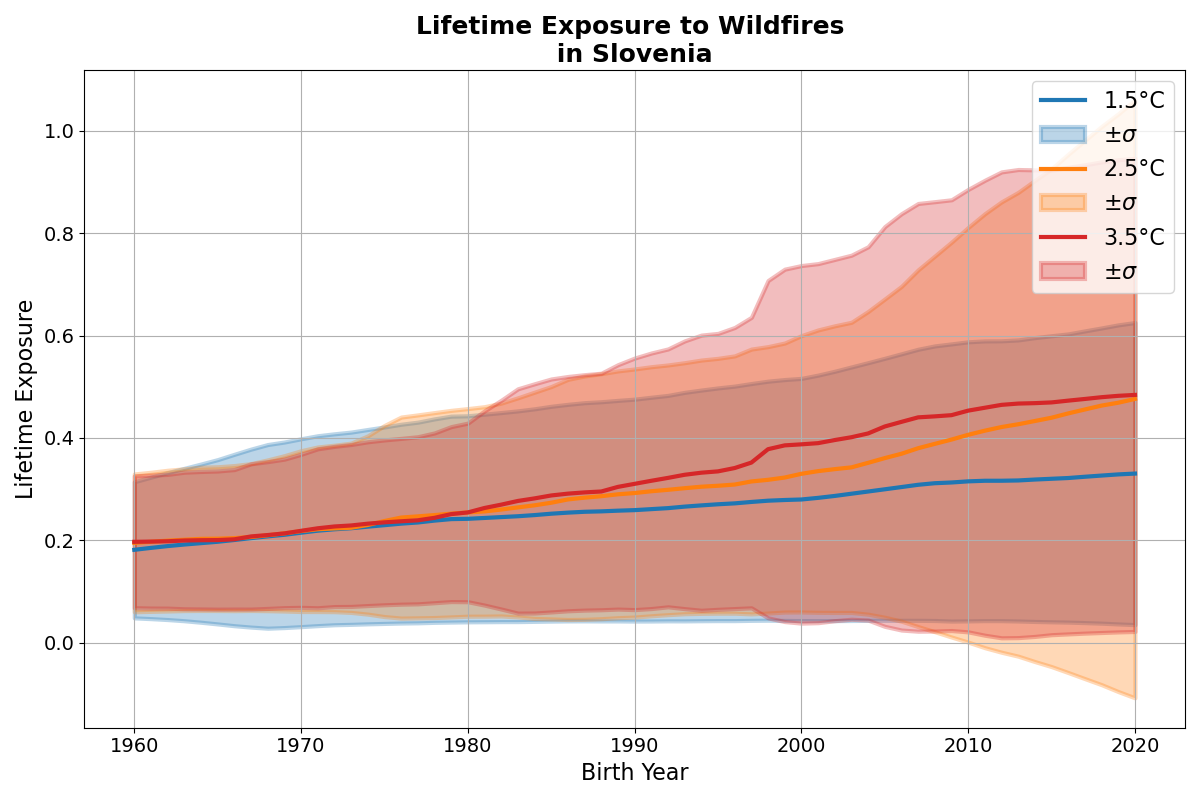 Lifetime Exposure to Wildfires
in Slovenia
1.5°C
±σ
2.5°C
±σ
3.5°C
±σ
Lifetime Exposure
1.0
0.8
0.6
0.4
0.2
0.0
1960 1970 1980 1990 2000 2010 2020
Birth Year